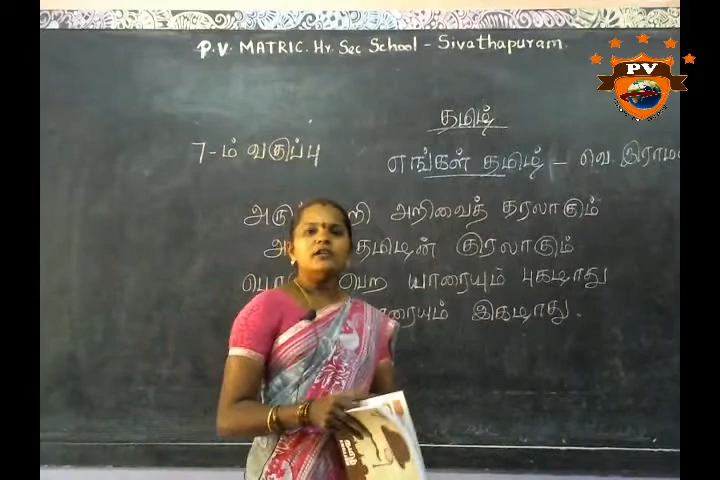 P.V. MATRIC. Hr. Sec School - Sivathapuram
PV
தமிழ்
7-ம் வகுப்பு
எங்கள் தமிழ் - வெ. இராம
அறிவைத் தரலாகும்
தமிழன் குரலாகும்
பெற யாரையும் புகழாது
இகழாது.